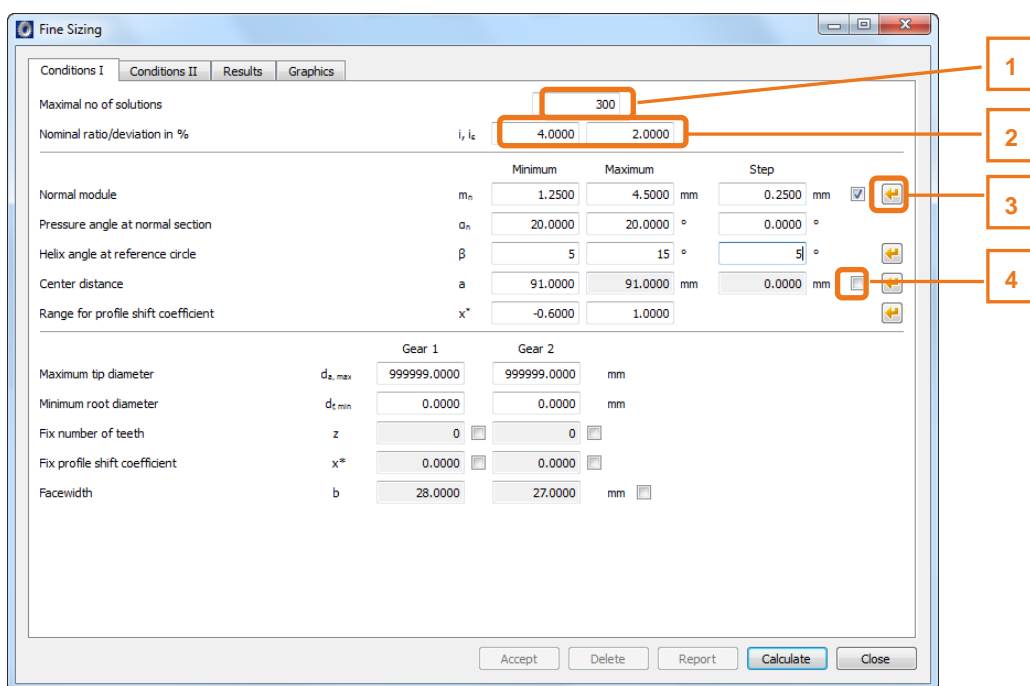 Fine Sizing
Conditions I Conditions II Results Graphics
1
Maximal no of solutions 300
Nominal ratio/deviation in % i, iε 4.0000 2.0000
2
Minimum Maximum Step
Normal module mn 1.2500 4.5000 mm 0.2500 mm
3
Pressure angle at normal section αn 20.0000 20.0000 ° 0.0000 °
Helix angle at reference circle β 5 15 ° 5 °
Center distance a 91.0000 91.0000 mm 0.0000 mm
4
Range for profile shift coefficient x* -0.6000 1.0000
Gear 1 Gear 2
Maximum tip diameter da, max 999999.0000 999999.0000 mm
Minimum root diameter df min 0.0000 0.0000 mm
Fix number of teeth z 0 0
Fix profile shift coefficient x* 0.0000 0.0000
Facewidth b 28.0000 27.0000 mm
Accept Delete Report Calculate Close